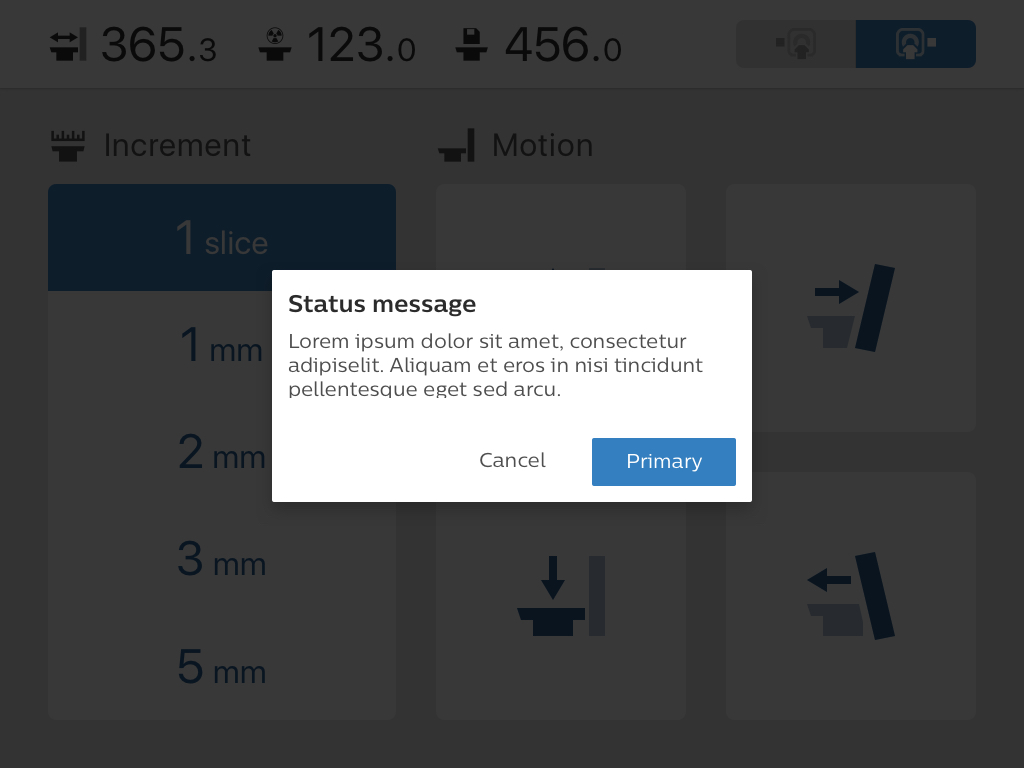 365.3 123.0 456.0
Increment Motion
1 slice
1 mm
2 mm
3 mm
5 mm
Status message
Lorem ipsum dolor sit amet, consectetur
adipiselit. Aliquam et eros in nisi tincidunt
pellentesque eget sed arcu.
Cancel Primary